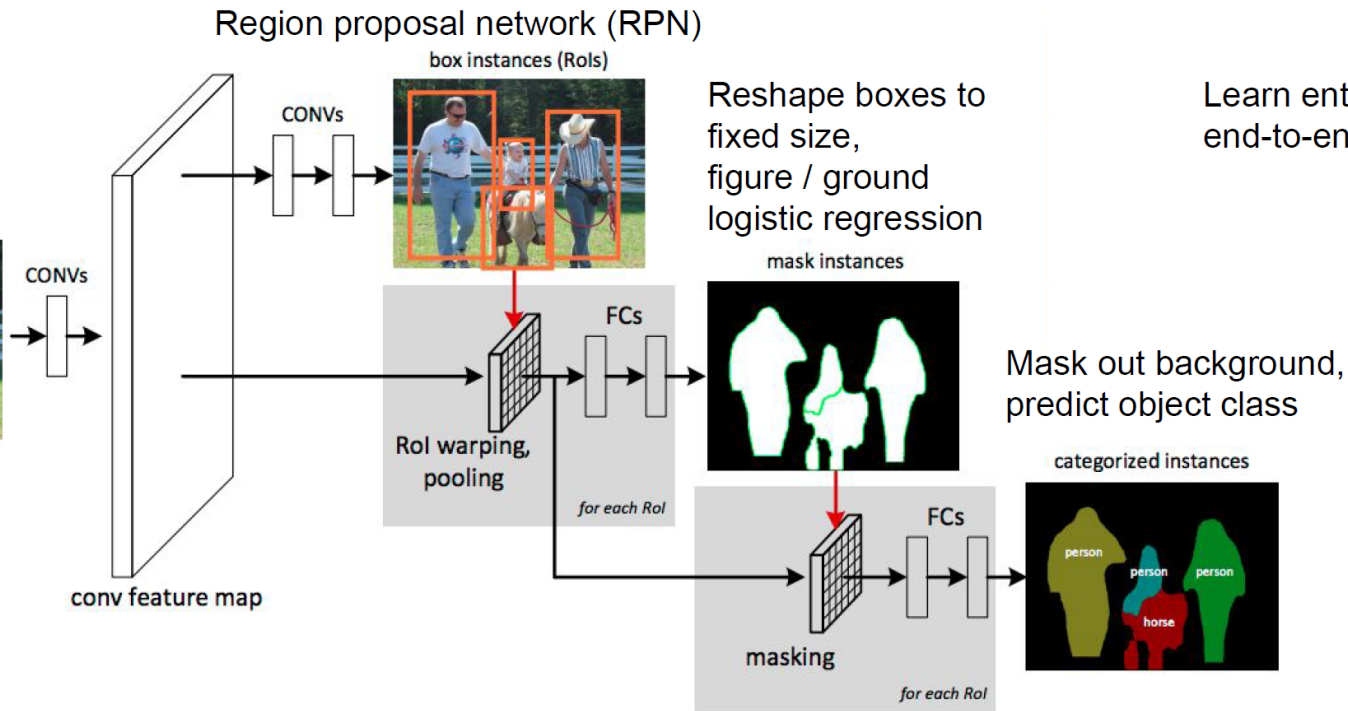 Region proposal network (RPN)
box instances (RoIs)
CONVs
Reshape boxes to
fixed size,
figure / ground
logistic regression
Learn ent
end-to-en
CONVs
mask instances
FCs
RoI warping,
pooling
for each RoI
conv feature map
Mask out background,
predict object class
categorized instances
FCs
masking
for each RoI
person
person
person
horse